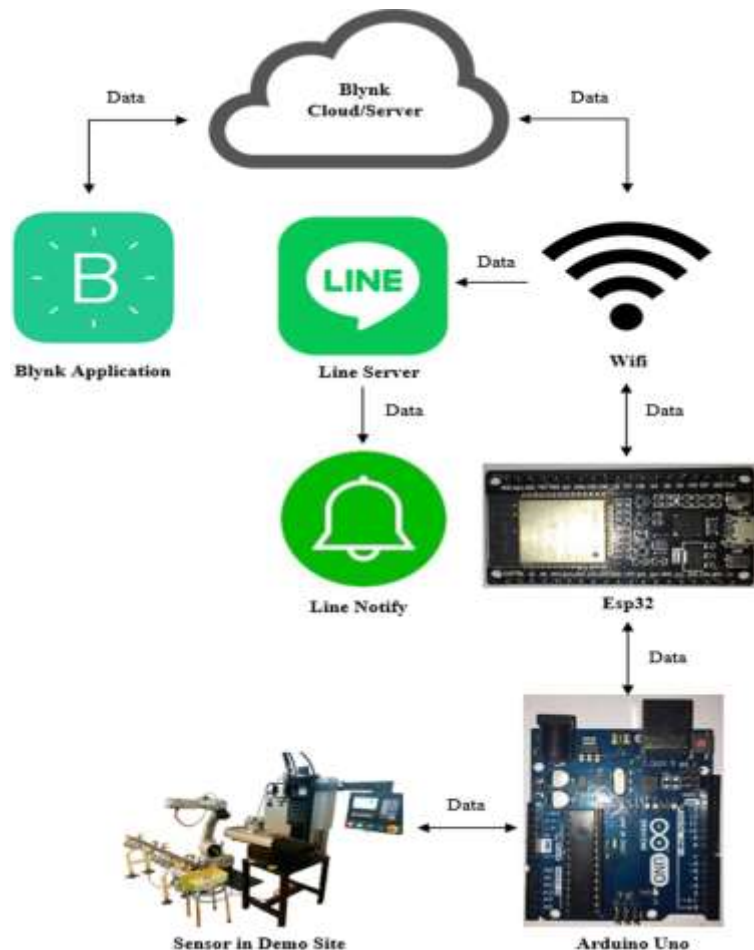 Blynk
Cloud/Server
Data
Data
B
LINE
Data
Blynk Application
Line Server
Wifi
Data
Data
Line Notify
Esp32
Data
Data
UNO
Sensor in Demo Site
Arduino Uno